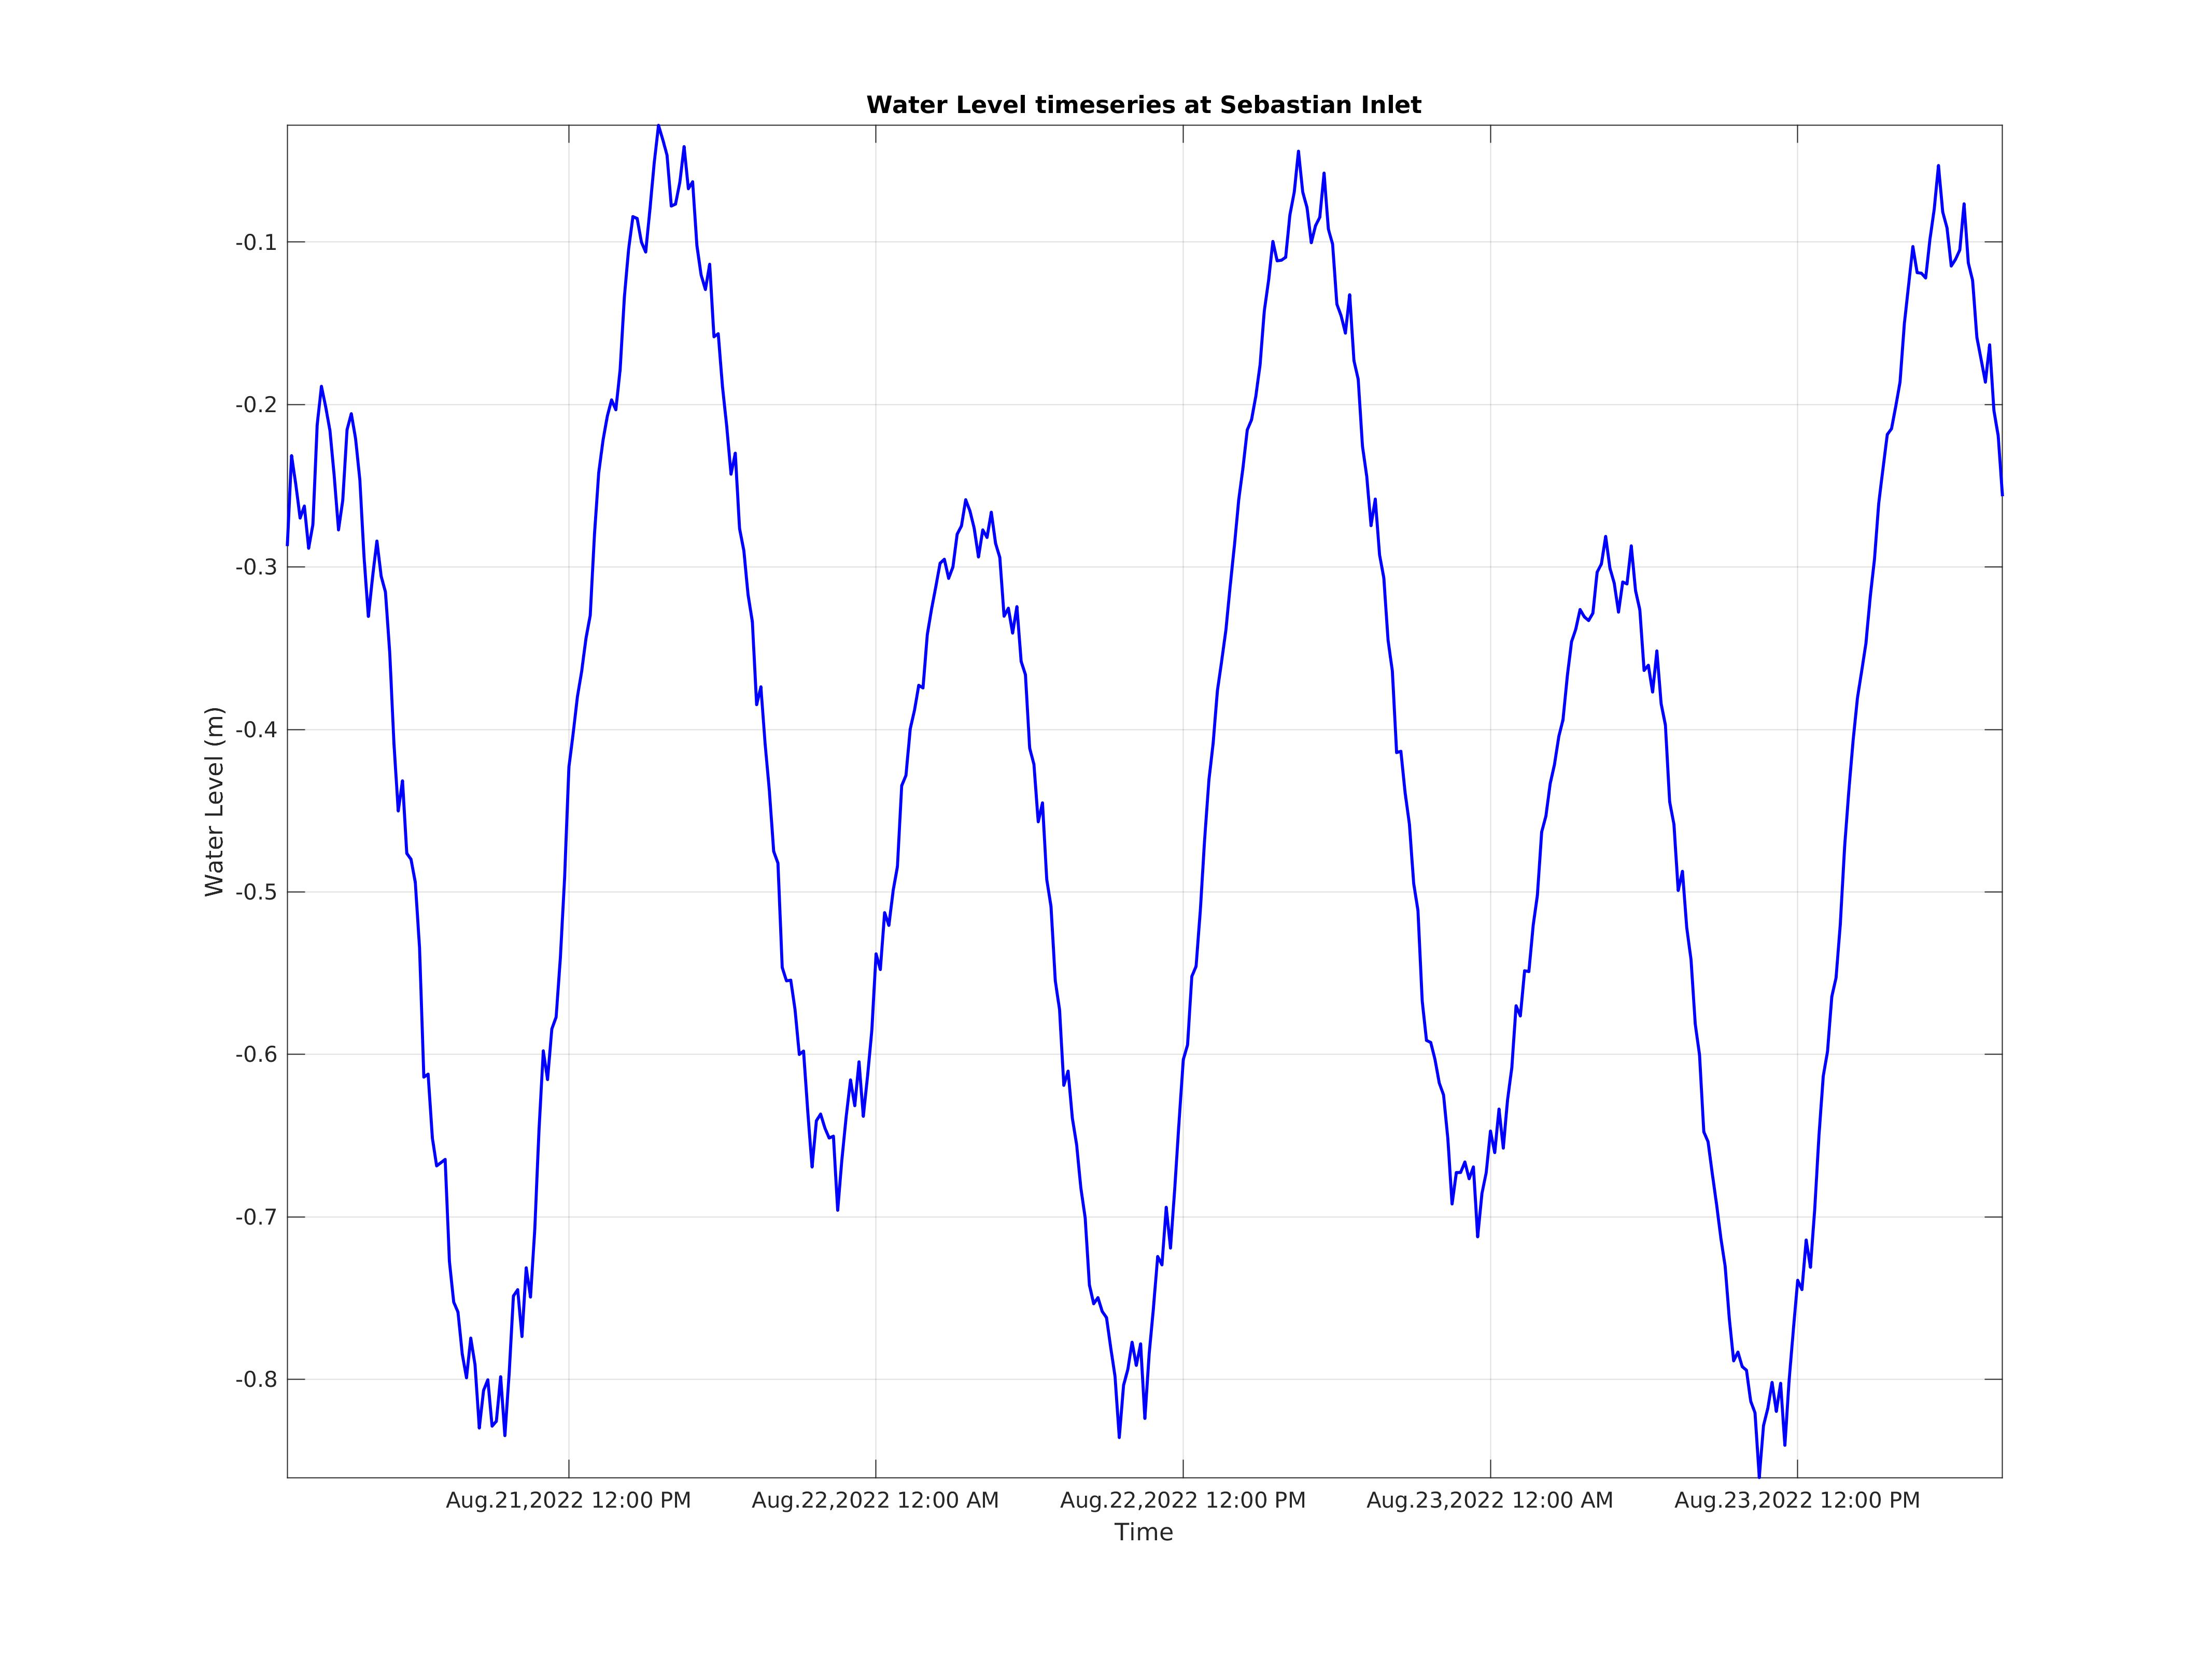 Water Level timeseries at Sebastian Inlet
-0.1
-0.2
-0.3
-0.4
-0.5
-0.6
-0.7
-0.8
Water Level (m)
Aug.21,2022 12:00 PM
Aug.22,2022 12:00 AM
Aug.22,2022 12:00 PM
Aug.23,2022 12:00 AM
Aug.23,2022 12:00 PM
Time